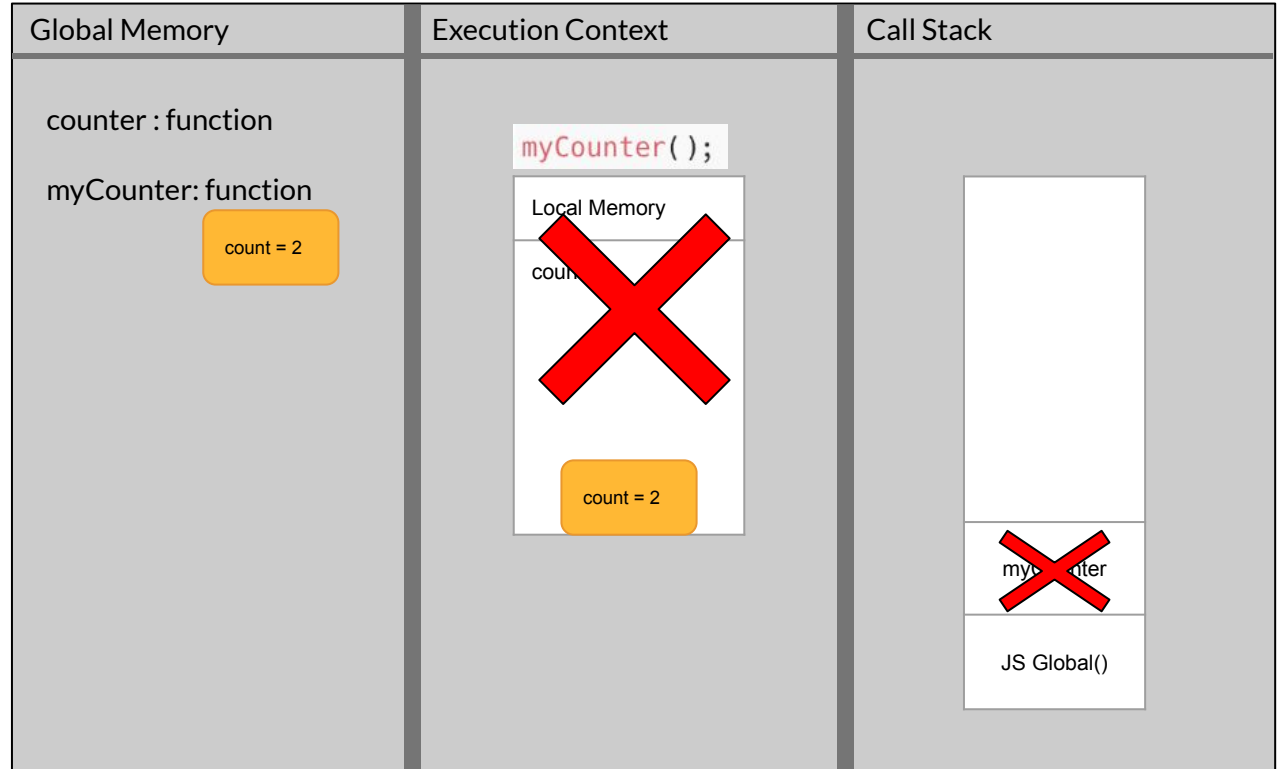 Global Memory
Execution Context
Call Stack
counter : function
myCounter: function
count = 2
myCounter();
Local Memory
count = 2
JS Global()